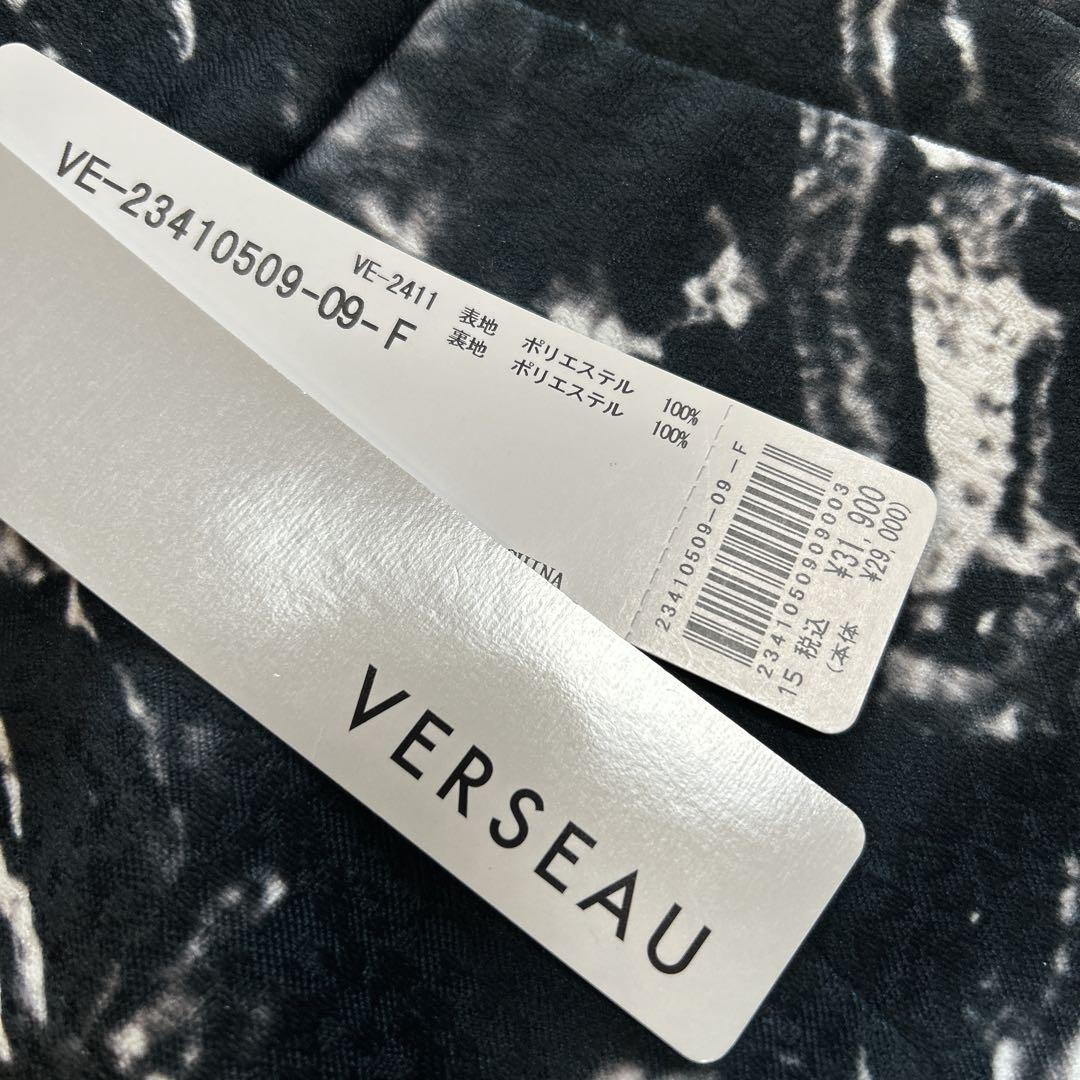 VE-23410509-09-F
VE-2411
表地 ポリエステル 100%
裏地 ポリエステル 100%
CHINA
23410509-09-F
2341050909003
15 税込 ¥31,900
(本体 ¥29,000)
VERSEAU